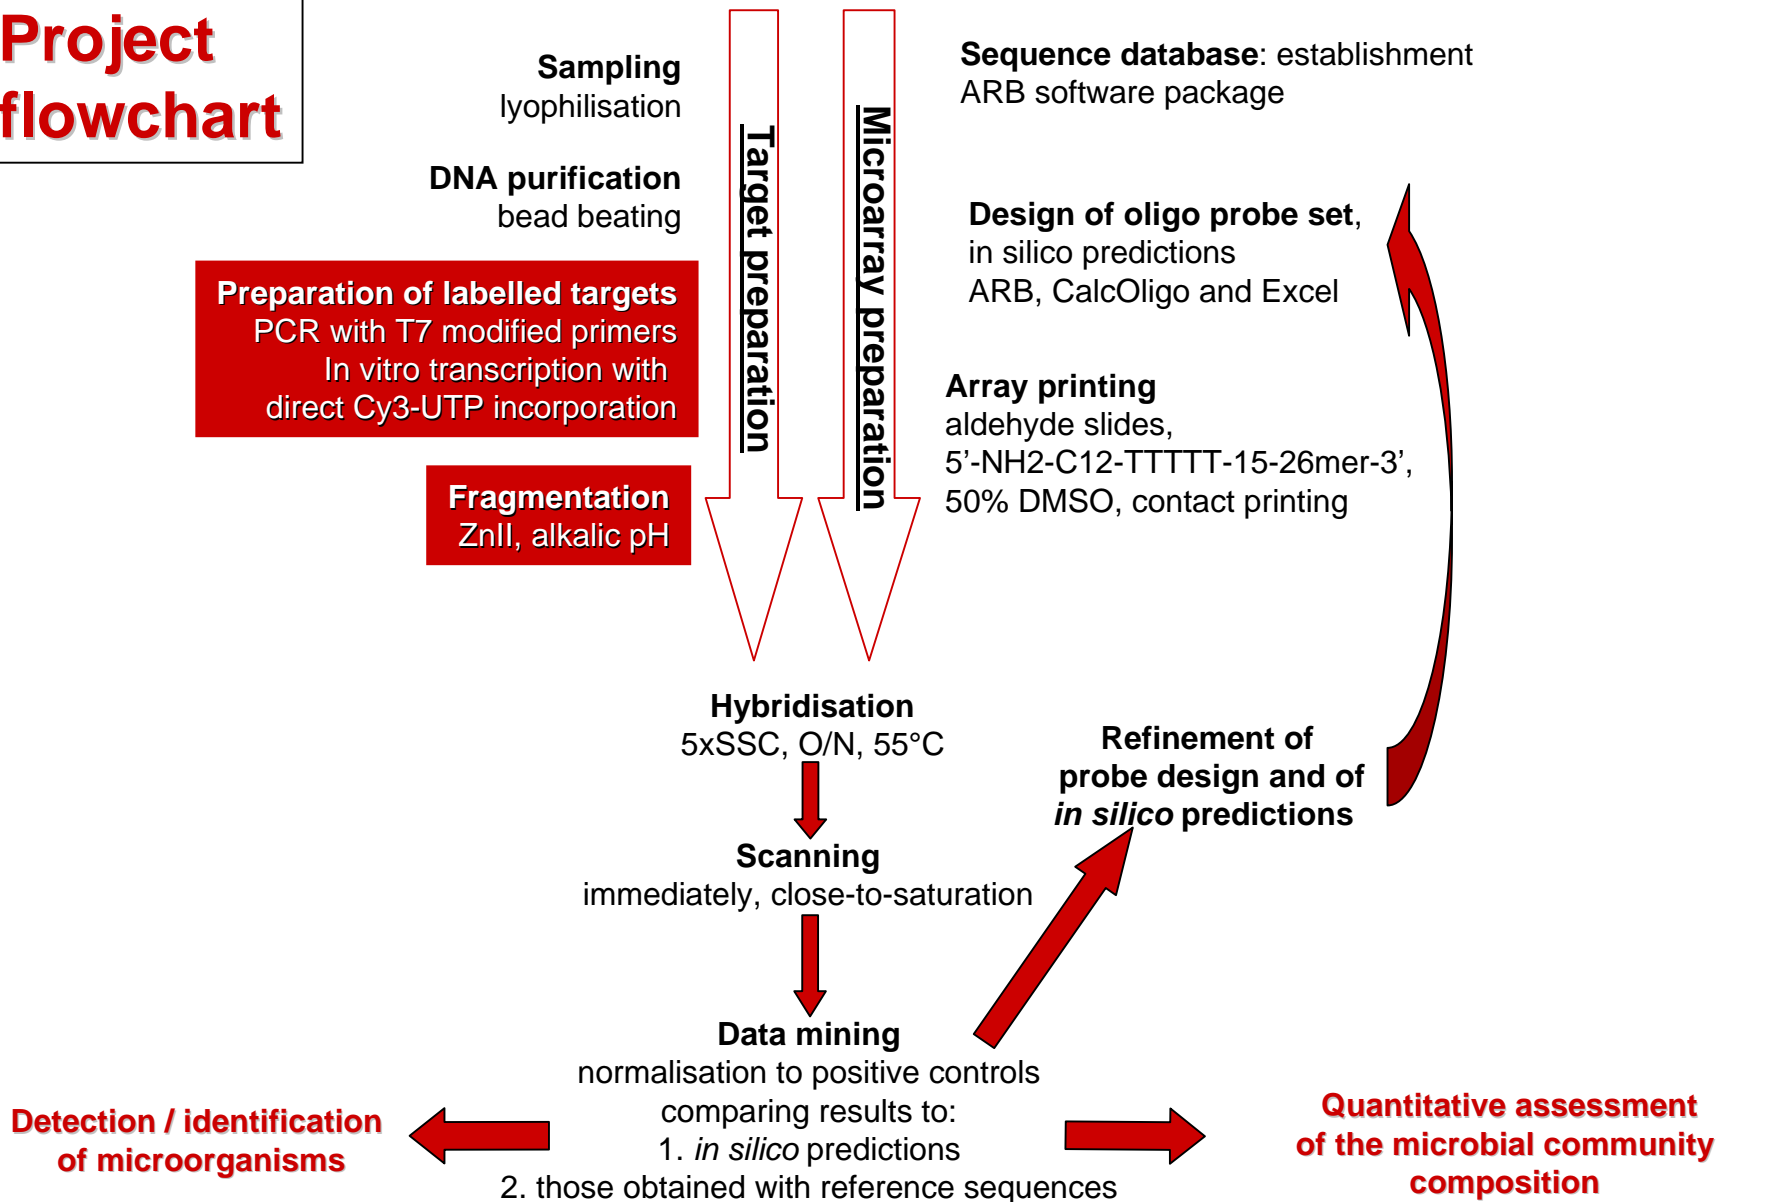 Project
flowchart
Sampling
lyophilisation
DNA purification
bead beating
Preparation of labelled targets
PCR with T7 modified primers
In vitro transcription with
direct Cy3-UTP incorporation
Fragmentation
ZnII, alkalic pH
Target preparation
Microarray preparation
Sequence database: establishment
ARB software package
Design of oligo probe set,
in silico predictions
ARB, CalcOligo and Excel
Array printing
aldehyde slides,
5’-NH2-C12-TTTTT-15-26mer-3’,
50% DMSO, contact printing
Hybridisation
5xSSC, O/N, 55°C
Refinement of
probe design and of
in silico predictions
Scanning
immediately, close-to-saturation
Data mining
normalisation to positive controls
comparing results to:
1. in silico predictions
2. those obtained with reference sequences
Detection / identification
of microorganisms
Quantitative assessment
of the microbial community
composition